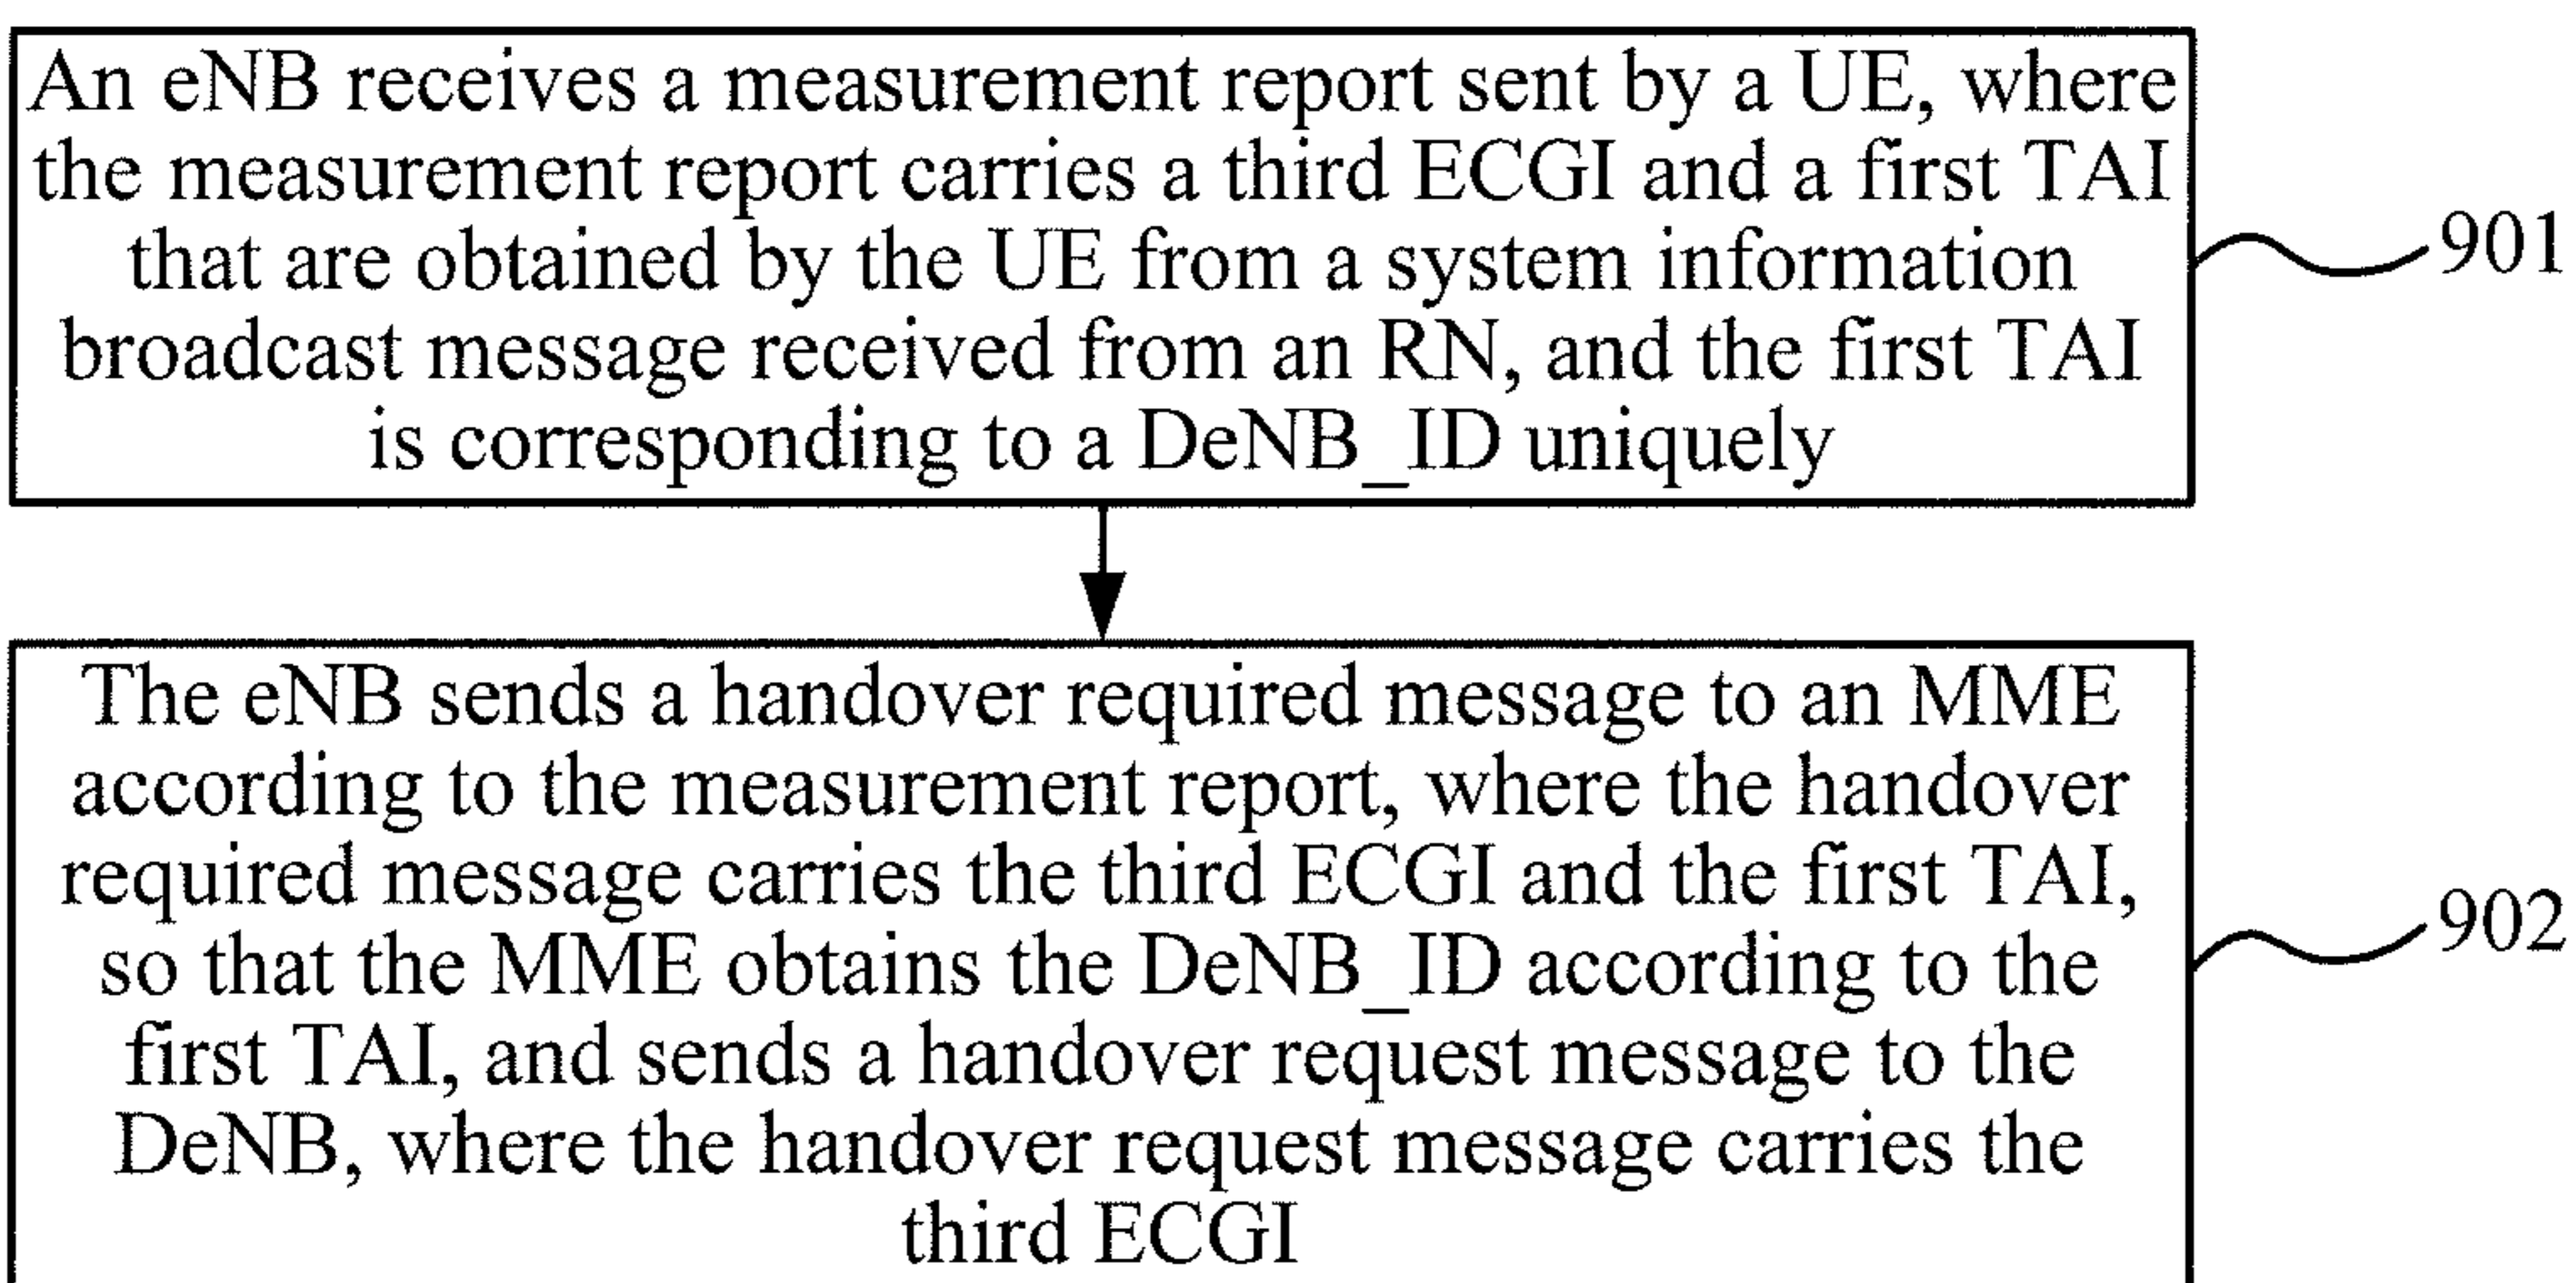 An eNB receives a measurement report sent by a UE, where
the measurement report carries a third ECGI and a first TAI
that are obtained by the UE from a system information
broadcast message received from an RN, and the first TAI
is corresponding to a DeNB_ID uniquely
901
The eNB sends a handover required message to an MME
according to the measurement report, where the handover
required message carries the third ECGI and the first TAI,
so that the MME obtains the DeNB_ID according to the
first TAI, and sends a handover request message to the
DeNB, where the handover request message carries the
third ECGI
902